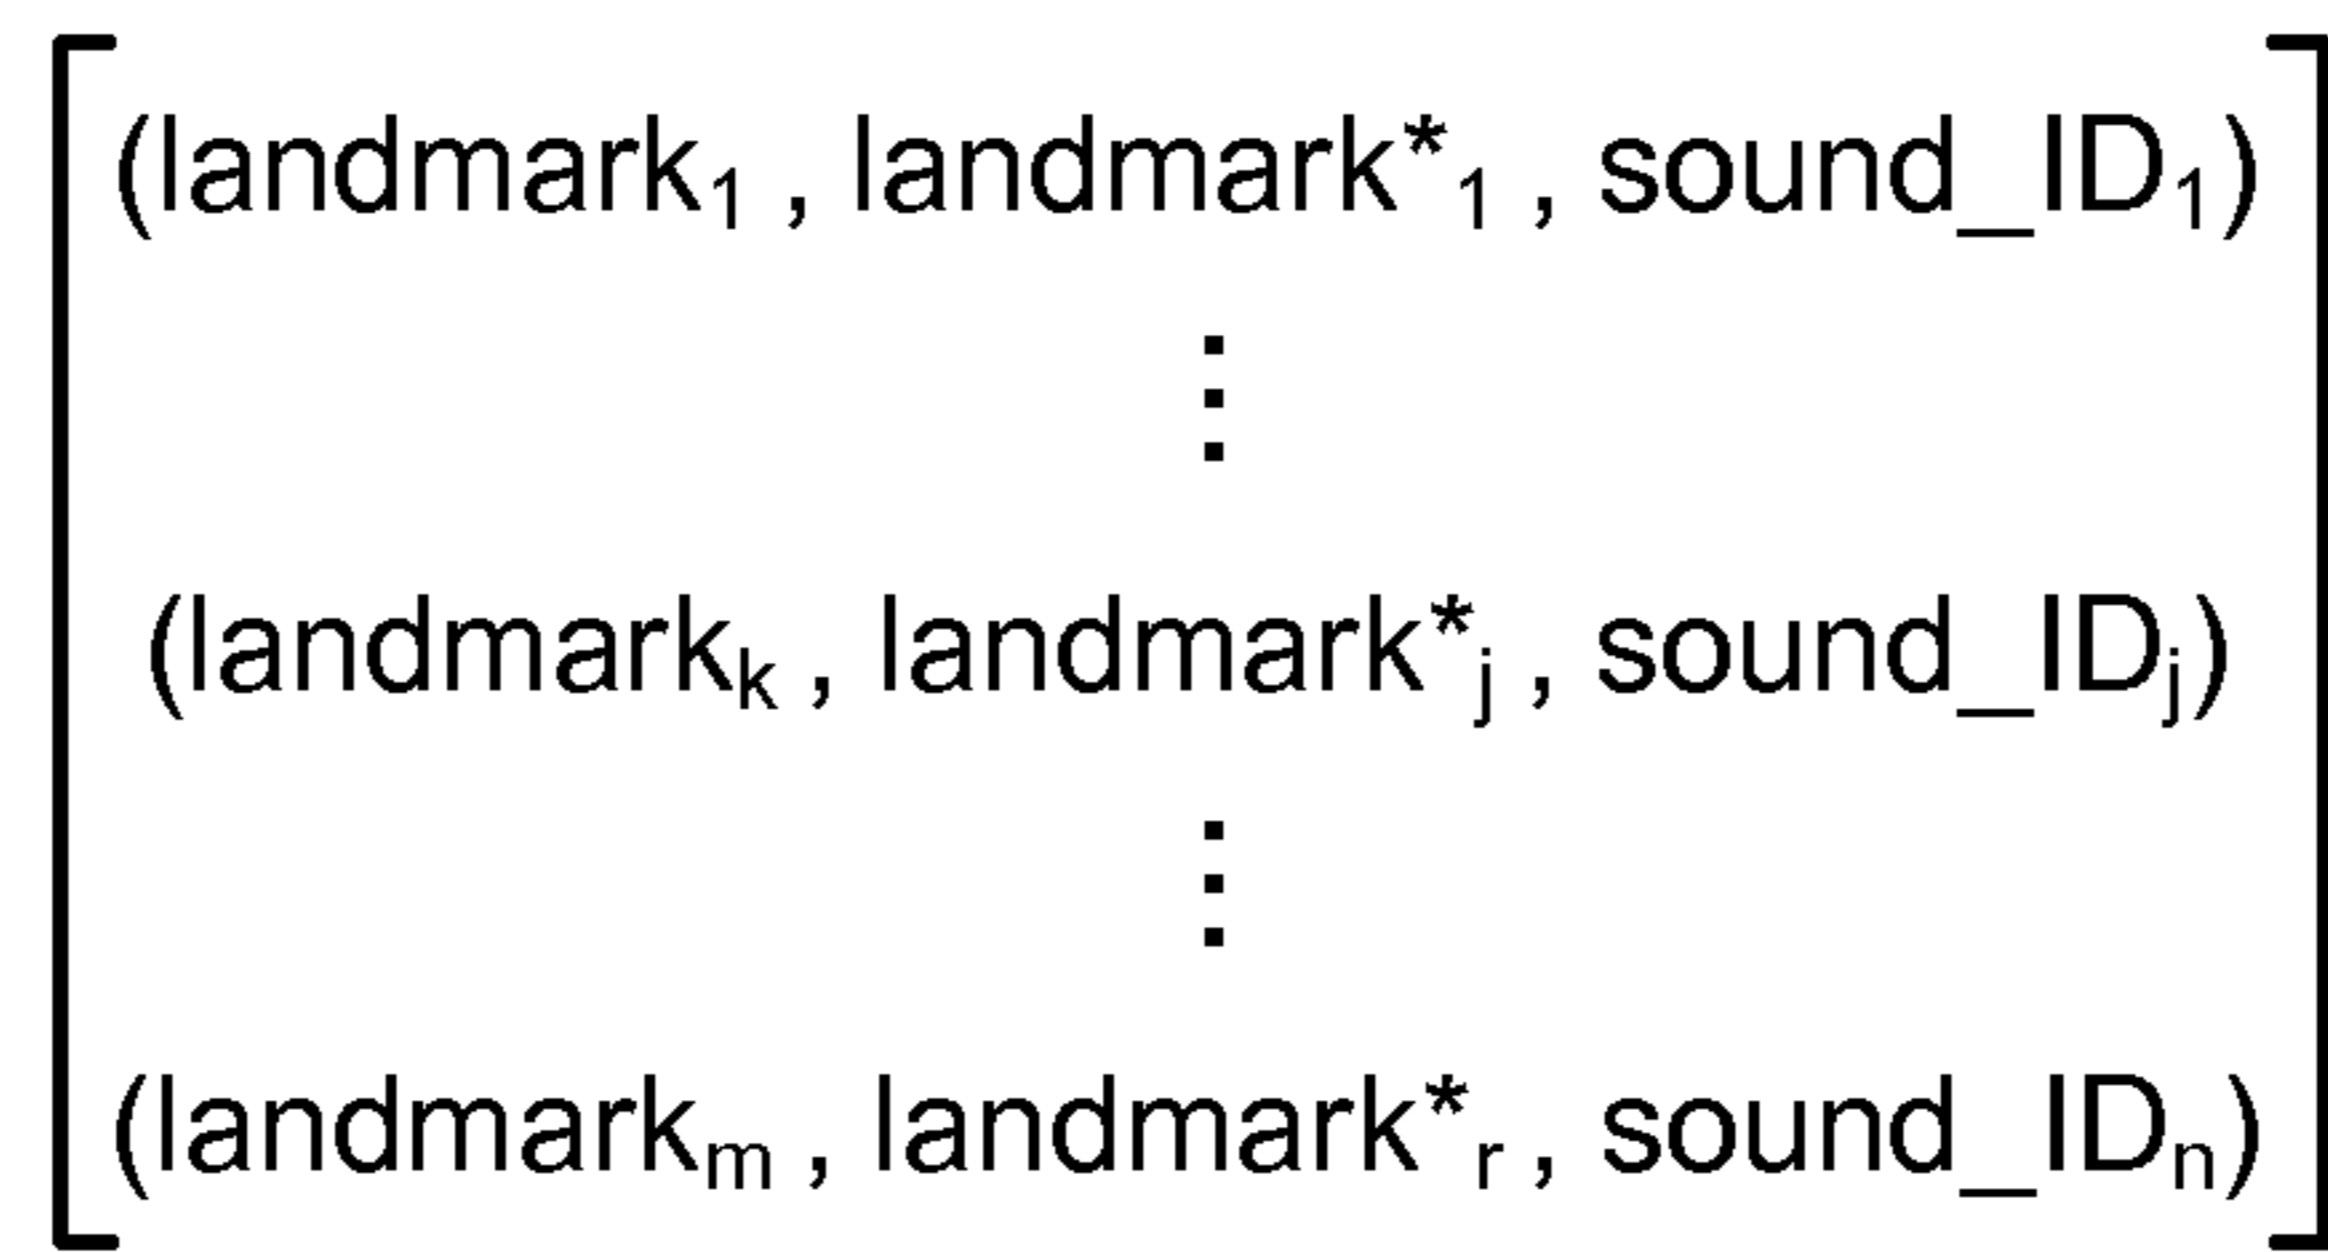 (landmark₁ , landmark*₁ , sound_ID₁)
⋮
(landmarkₖ , landmark*ⱼ , sound_IDⱼ)
⋮
(landmarkₘ , landmark*ᵣ , sound_IDₙ)